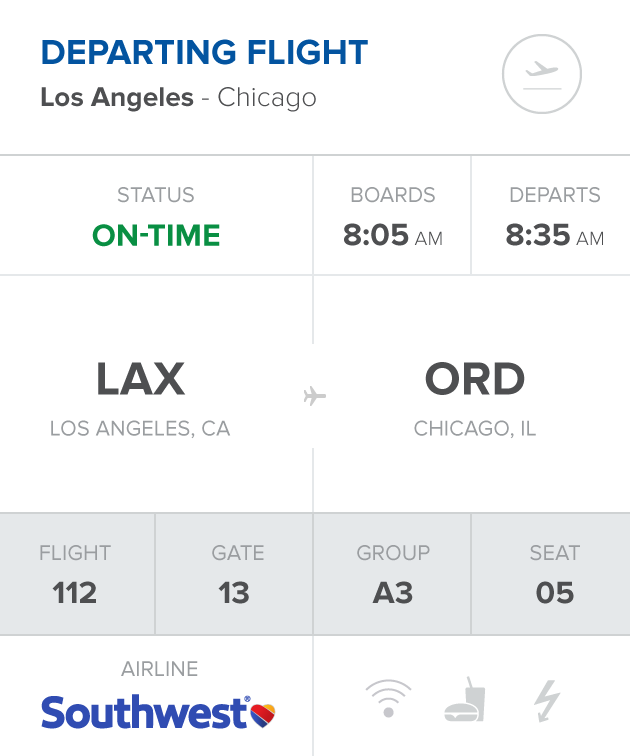 DEPARTING FLIGHT
Los Angeles - Chicago
STATUS BOARDS DEPARTS
ON-TIME 8:05 AM 8:35 AM
LAX ORD
LOS ANGELES, CA CHICAGO, IL
FLIGHT GATE GROUP SEAT
112 13 A3 05
AIRLINE
Southwest®